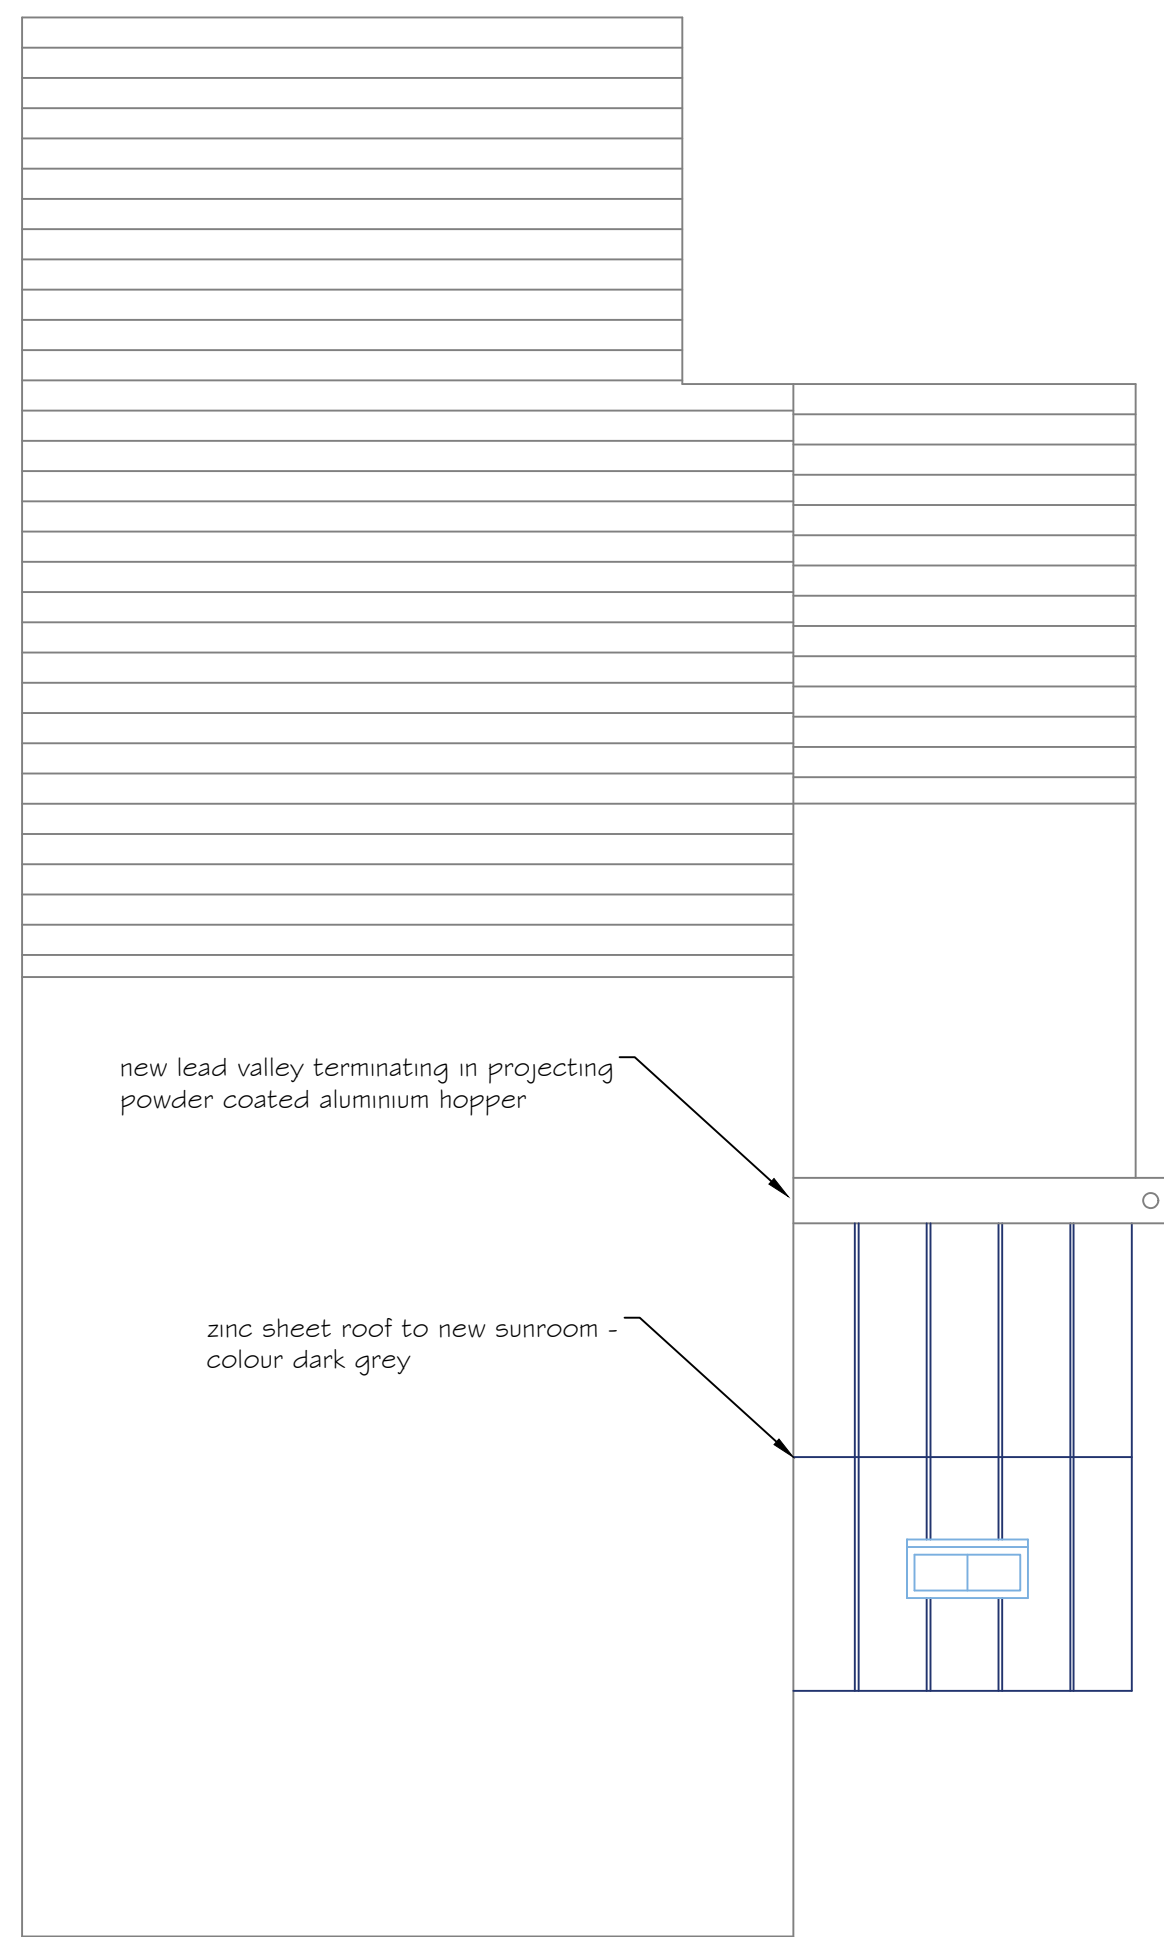 new lead valley terminating in projecting
powder coated aluminium hopper
zinc sheet roof to new sunroom -
colour dark grey